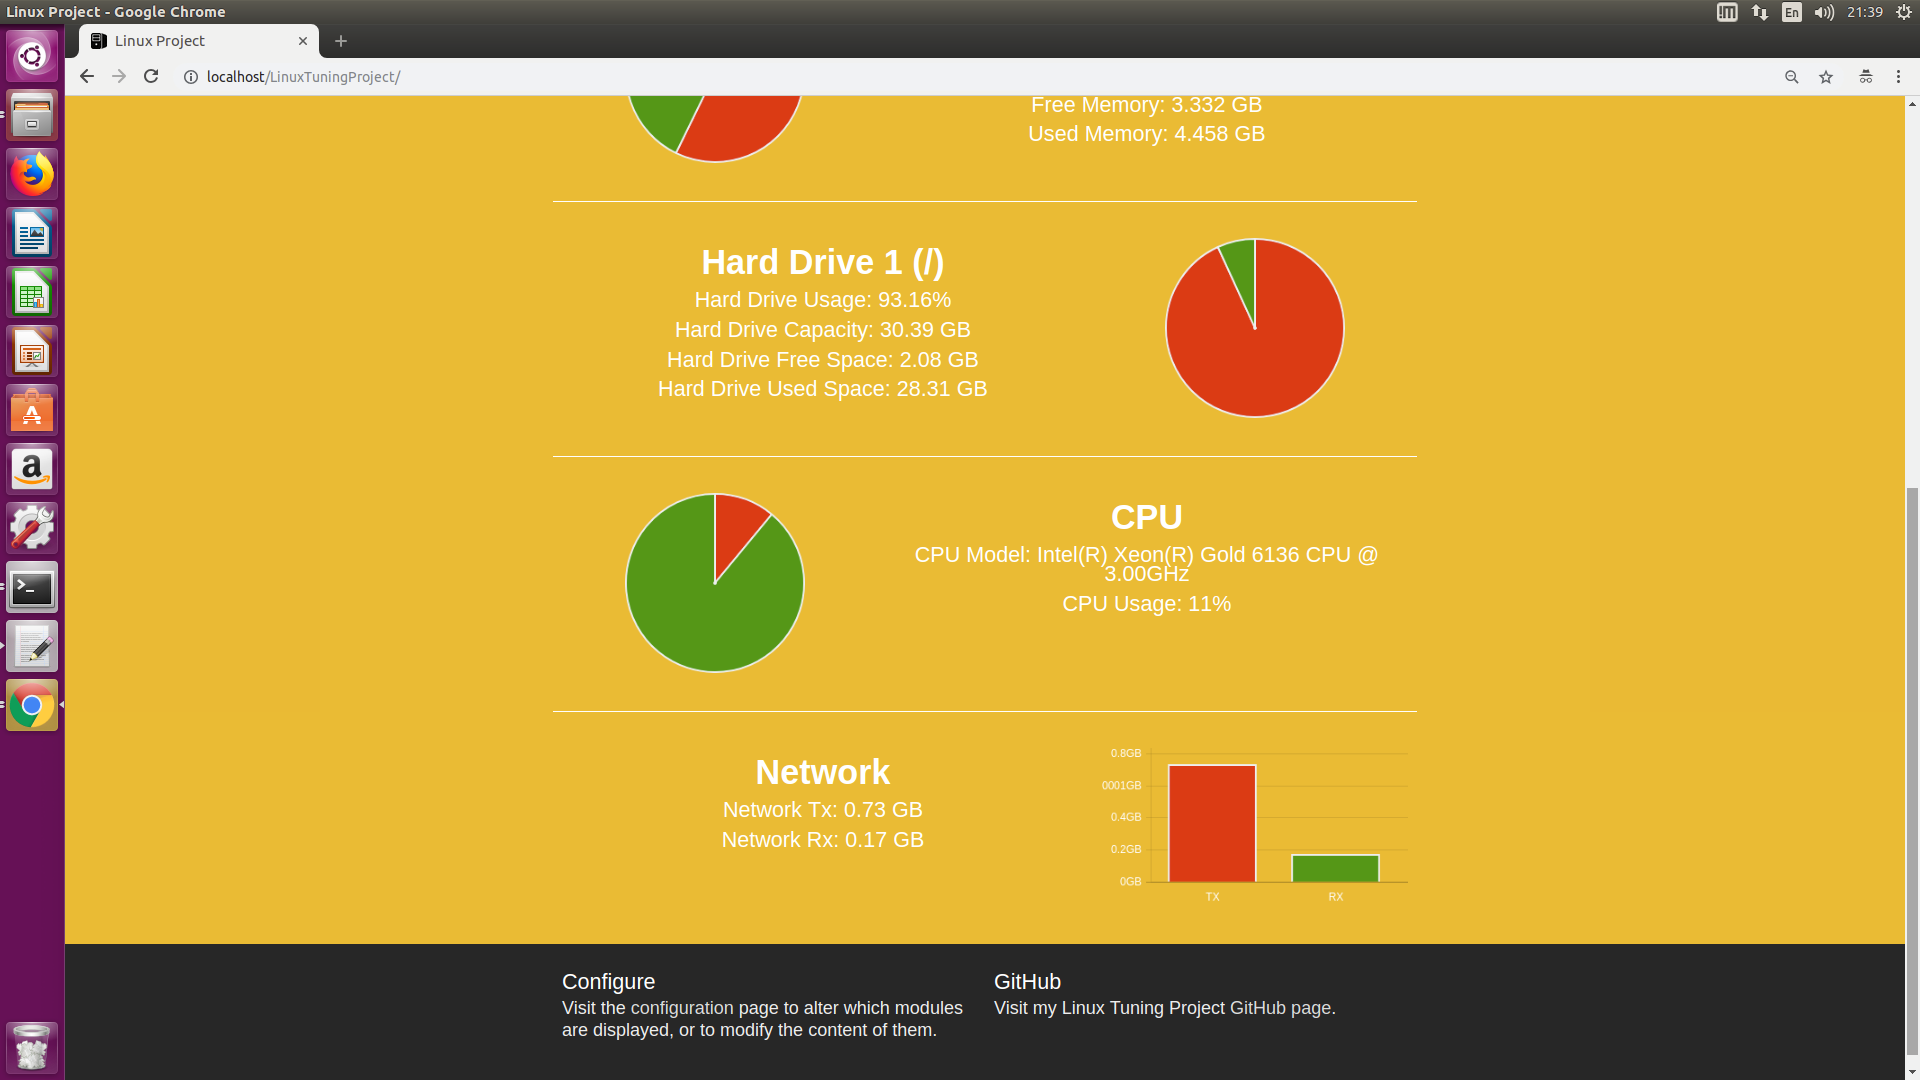 Linux Project - Google Chrome
En
21:39
Linux Project
localhost/LinuxTuningProject/
Free Memory: 3.332 GB
Used Memory: 4.458 GB
Hard Drive 1 (/)
Hard Drive Usage: 93.16%
Hard Drive Capacity: 30.39 GB
Hard Drive Free Space: 2.08 GB
Hard Drive Used Space: 28.31 GB
CPU
CPU Model: Intel(R) Xeon(R) Gold 6136 CPU @
3.00GHz
CPU Usage: 11%
Network
Network Tx: 0.73 GB
Network Rx: 0.17 GB
0.8GB
0001GB
0.4GB
0.2GB
0GB
TX
RX
Configure
Visit the configuration page to alter which modules
are displayed, or to modify the content of them.
GitHub
Visit my Linux Tuning Project GitHub page.